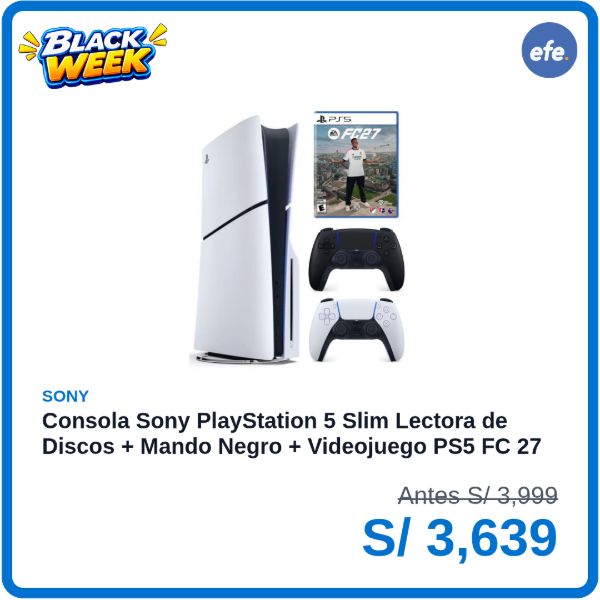 BLACK
WEEK
efe.
PS5
EA FC27
E
SONY
Consola Sony PlayStation 5 Slim Lectora de
Discos + Mando Negro + Videojuego PS5 FC 27
Antes S/ 3,999
S/ 3,639